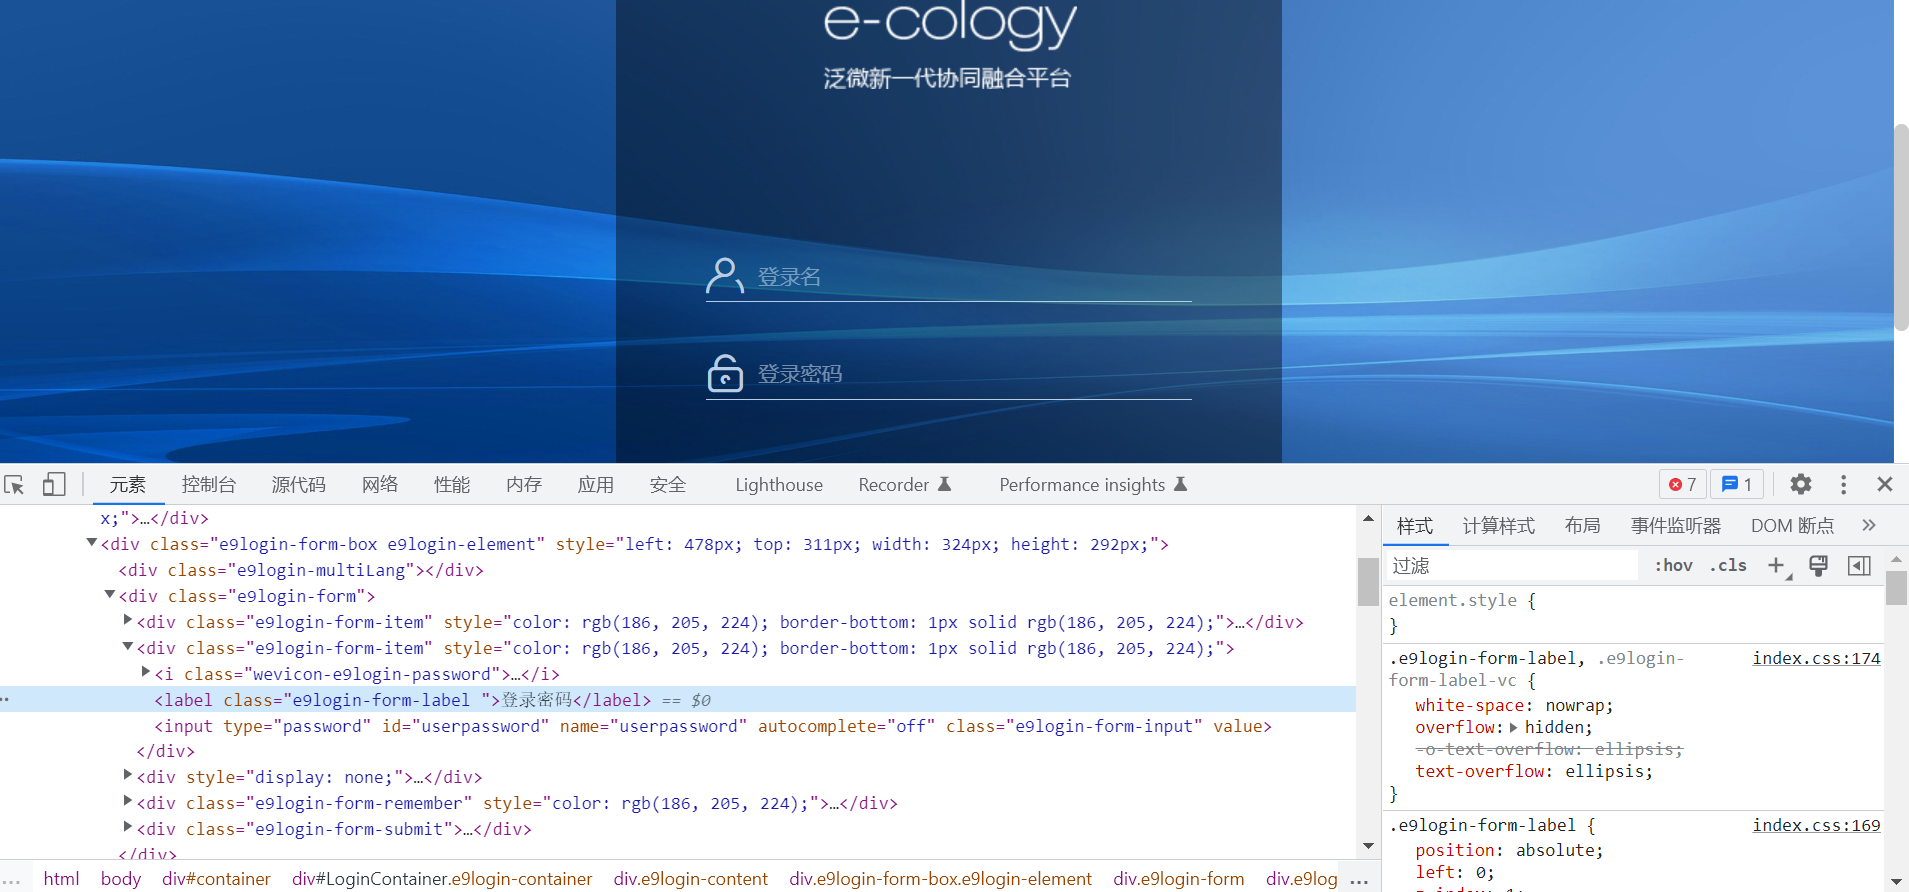 e-cology
泛微新一代协同融合平台
登录名
登录密码
元素 控制台 源代码 网络 性能 内存 应用 安全 Lighthouse Recorder Performance insights 7 1
x;">…</div>
<div class="e9login-form-box e9login-element" style="left: 478px; top: 311px; width: 324px; height: 292px;">
<div class="e9login-multiLang"></div>
<div class="e9login-form">
<div class="e9login-form-item" style="color: rgb(186, 205, 224); border-bottom: 1px solid rgb(186, 205, 224);">…</div>
<div class="e9login-form-item" style="color: rgb(186, 205, 224); border-bottom: 1px solid rgb(186, 205, 224);">
<i class="wevicon-e9login-password">…</i>
<label class="e9login-form-label ">登录密码</label> == $0
<input type="password" id="userpassword" name="userpassword" autocomplete="off" class="e9login-form-input" value>
</div>
<div style="display: none;">…</div>
<div class="e9login-form-remember" style="color: rgb(186, 205, 224);">…</div>
<div class="e9login-form-submit">…</div>
</div>
… html body div#container div#LoginContainer.e9login-container div.e9login-content div.e9login-form-box.e9login-element div.e9login-form div.e9log …
样式 计算样式 布局 事件监听器 DOM 断点 »
过滤 :hov .cls +
element.style {
}
.e9login-form-label, .e9login- index.css:174
form-label-vc {
white-space: nowrap;
overflow: hidden;
-o-text-overflow: ellipsis;
text-overflow: ellipsis;
}
.e9login-form-label { index.css:169
position: absolute;
left: 0;
z-index: 1;